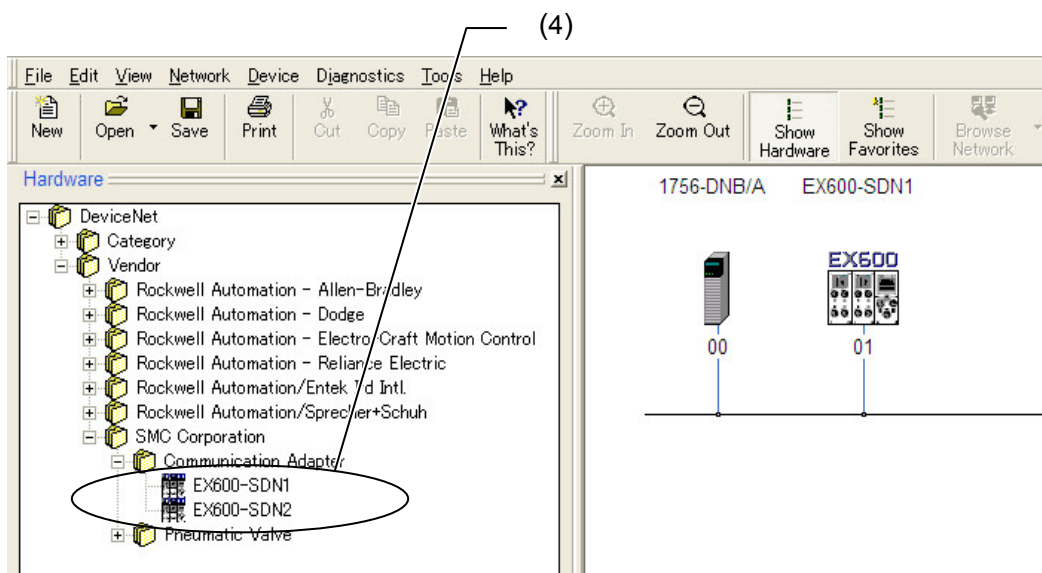 (4)
File Edit View Network Device Diagnostics Tools Help
New Open Save Print Cut Copy Paste What's This? Zoom In Zoom Out Show Hardware Show Favorites Browse Network
Hardware
1756-DNB/A EX600-SDN1
DeviceNet
Category
Vendor
Rockwell Automation - Allen-Bradley
Rockwell Automation - Dodge
Rockwell Automation - Electro-Craft Motion Control
Rockwell Automation - Reliance Electric
Rockwell Automation/Entek Ird Intl.
Rockwell Automation/Sprecher+Schuh
SMC Corporation
Communication Adapter
EX600-SDN1
EX600-SDN2
Pneumatic Valve
EX600
00 01